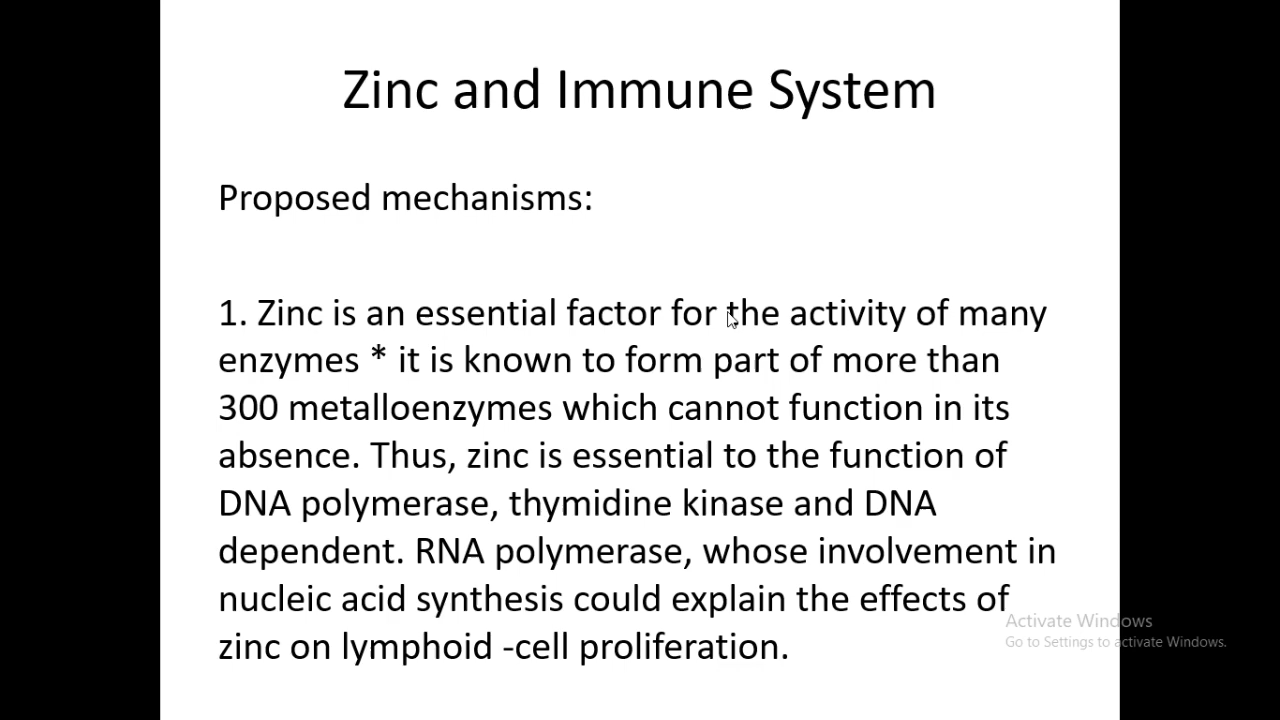 Zinc and Immune System
Proposed mechanisms:
1. Zinc is an essential factor for the activity of many
enzymes * it is known to form part of more than
300 metalloenzymes which cannot function in its
absence. Thus, zinc is essential to the function of
DNA polymerase, thymidine kinase and DNA
dependent. RNA polymerase, whose involvement in
nucleic acid synthesis could explain the effects of
zinc on lymphoid -cell proliferation.
Activate Windows
Go to Settings to activate Windows.